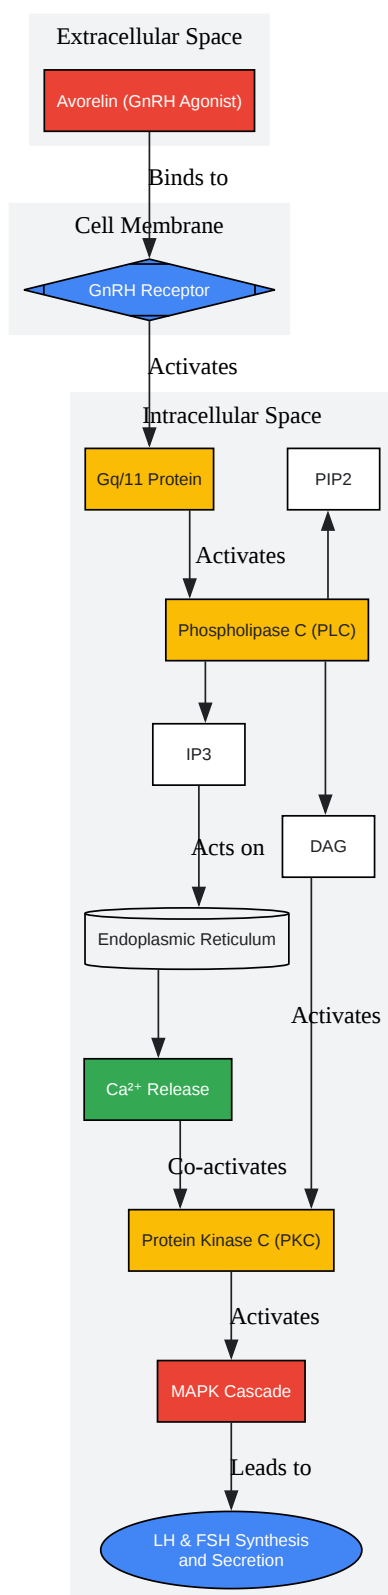 Extracellular Space
Avorelin (GnRH Agonist)
Binds to
Cell Membrane
GnRH Receptor
Activates
Intracellular Space
Gq/11 Protein
PIP2
Activates
Phospholipase C (PLC)
IP3
Acts on
DAG
Endoplasmic Reticulum
Activates
Ca²⁺ Release
Co-activates
Protein Kinase C (PKC)
Activates
MAPK Cascade
Leads to
LH & FSH Synthesis
and Secretion